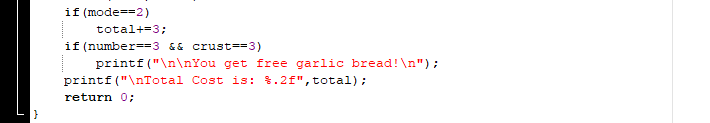 if(mode==2)
total+=3;
if(number==3 && crust==3)
printf("\n\nYou get free garlic bread!\n");
printf("\nTotal Cost is: %.2f",total);
return 0;
}